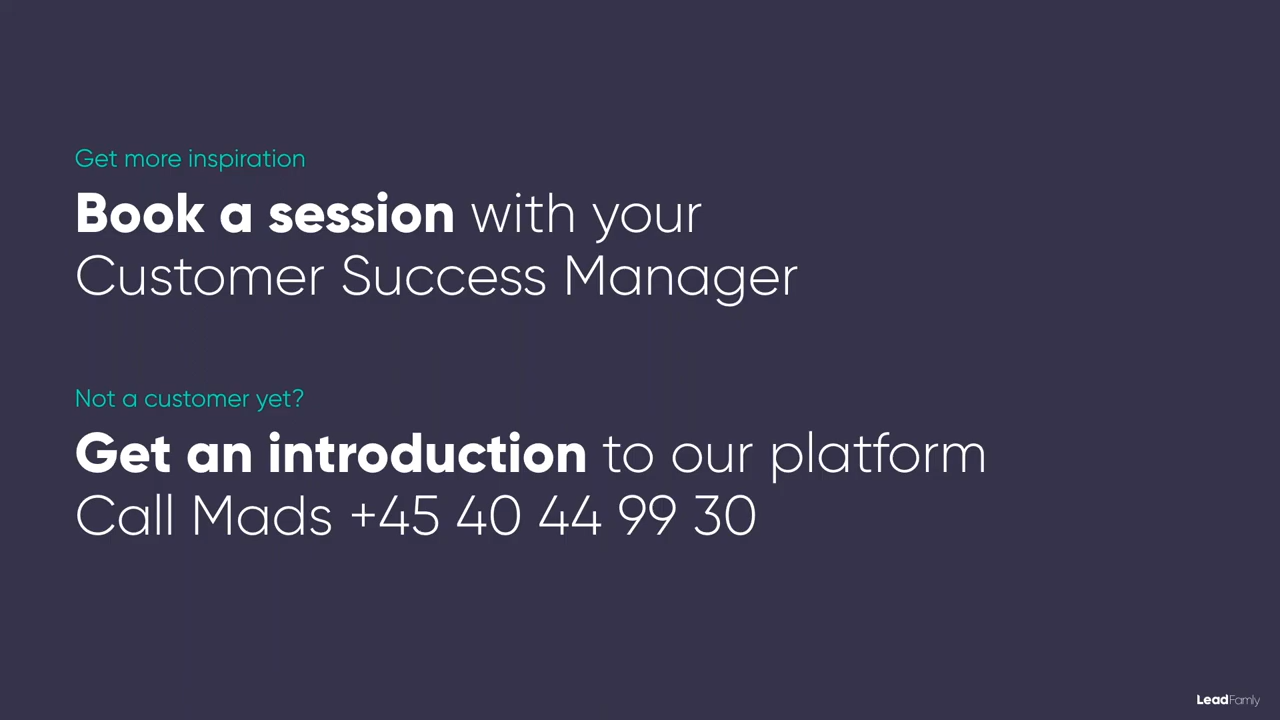 Get more inspiration
Book a session with your
Customer Success Manager
Not a customer yet?
Get an introduction to our platform
Call Mads +45 40 44 99 30
LeadFamly